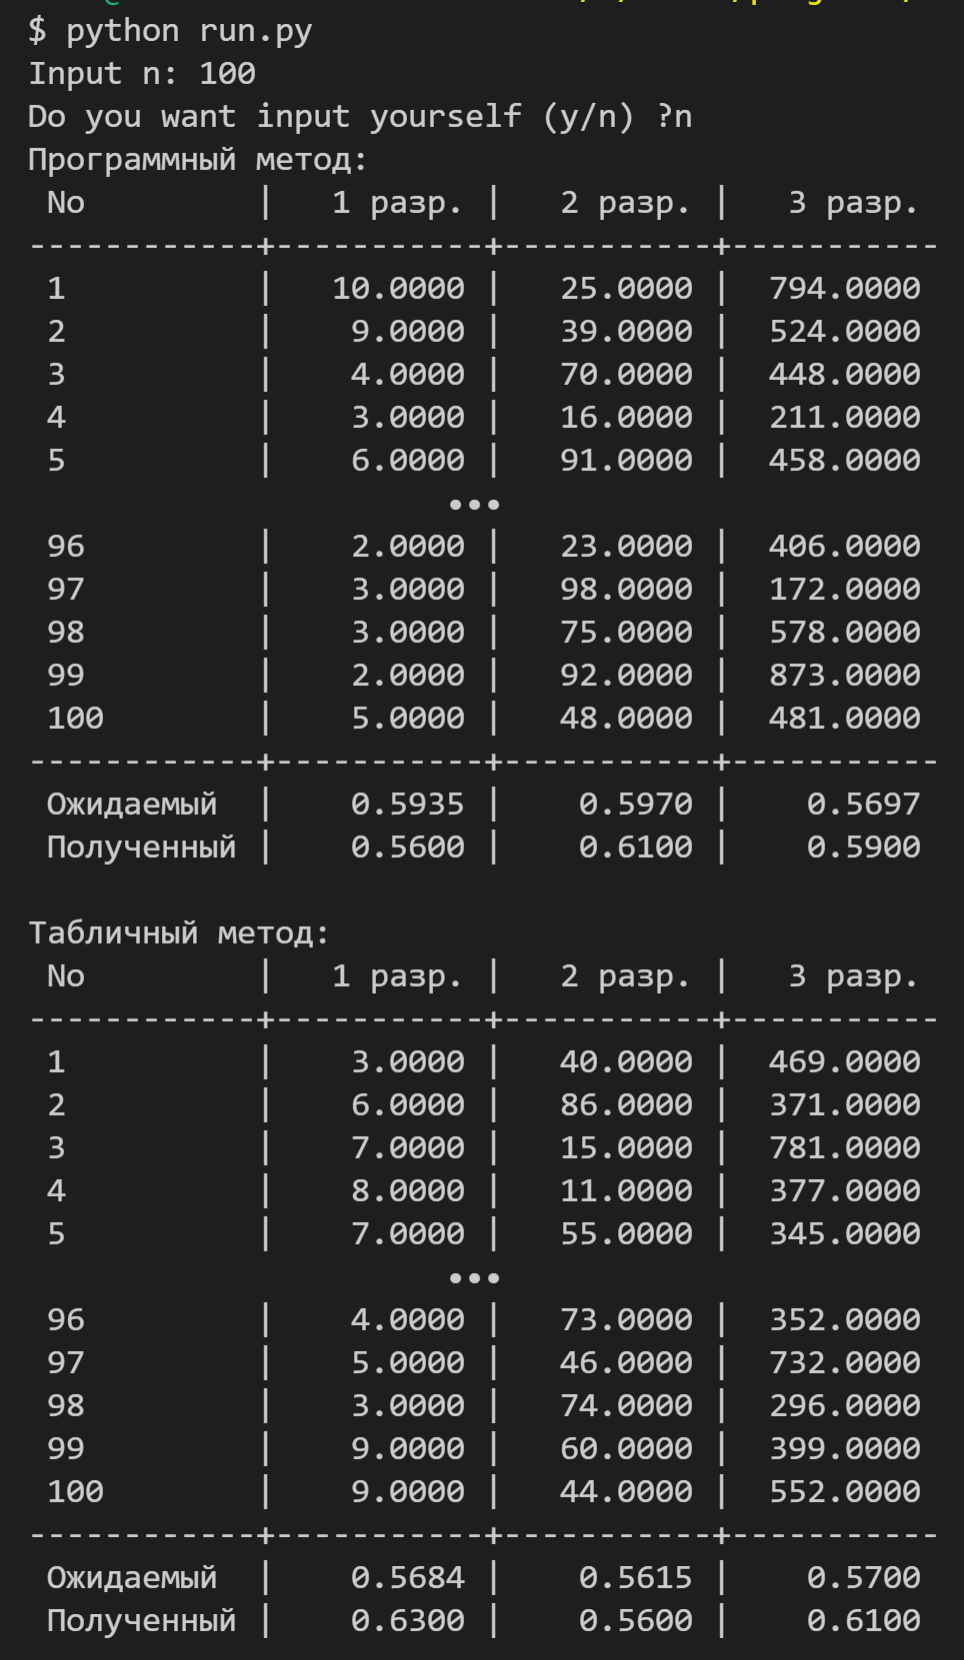 $ python run.py
Input n: 100
Do you want input yourself (y/n) ?n
Программный метод:
No | 1 разр. | 2 разр. | 3 разр.
------------+-----------+-----------+-----------
1 | 10.0000 | 25.0000 | 794.0000
2 | 9.0000 | 39.0000 | 524.0000
3 | 4.0000 | 70.0000 | 448.0000
4 | 3.0000 | 16.0000 | 211.0000
5 | 6.0000 | 91.0000 | 458.0000
•••
96 | 2.0000 | 23.0000 | 406.0000
97 | 3.0000 | 98.0000 | 172.0000
98 | 3.0000 | 75.0000 | 578.0000
99 | 2.0000 | 92.0000 | 873.0000
100 | 5.0000 | 48.0000 | 481.0000
------------+-----------+-----------+-----------
Ожидаемый | 0.5935 | 0.5970 | 0.5697
Полученный | 0.5600 | 0.6100 | 0.5900
Табличный метод:
No | 1 разр. | 2 разр. | 3 разр.
------------+-----------+-----------+-----------
1 | 3.0000 | 40.0000 | 469.0000
2 | 6.0000 | 86.0000 | 371.0000
3 | 7.0000 | 15.0000 | 781.0000
4 | 8.0000 | 11.0000 | 377.0000
5 | 7.0000 | 55.0000 | 345.0000
•••
96 | 4.0000 | 73.0000 | 352.0000
97 | 5.0000 | 46.0000 | 732.0000
98 | 3.0000 | 74.0000 | 296.0000
99 | 9.0000 | 60.0000 | 399.0000
100 | 9.0000 | 44.0000 | 552.0000
------------+-----------+-----------+-----------
Ожидаемый | 0.5684 | 0.5615 | 0.5700
Полученный | 0.6300 | 0.5600 | 0.6100